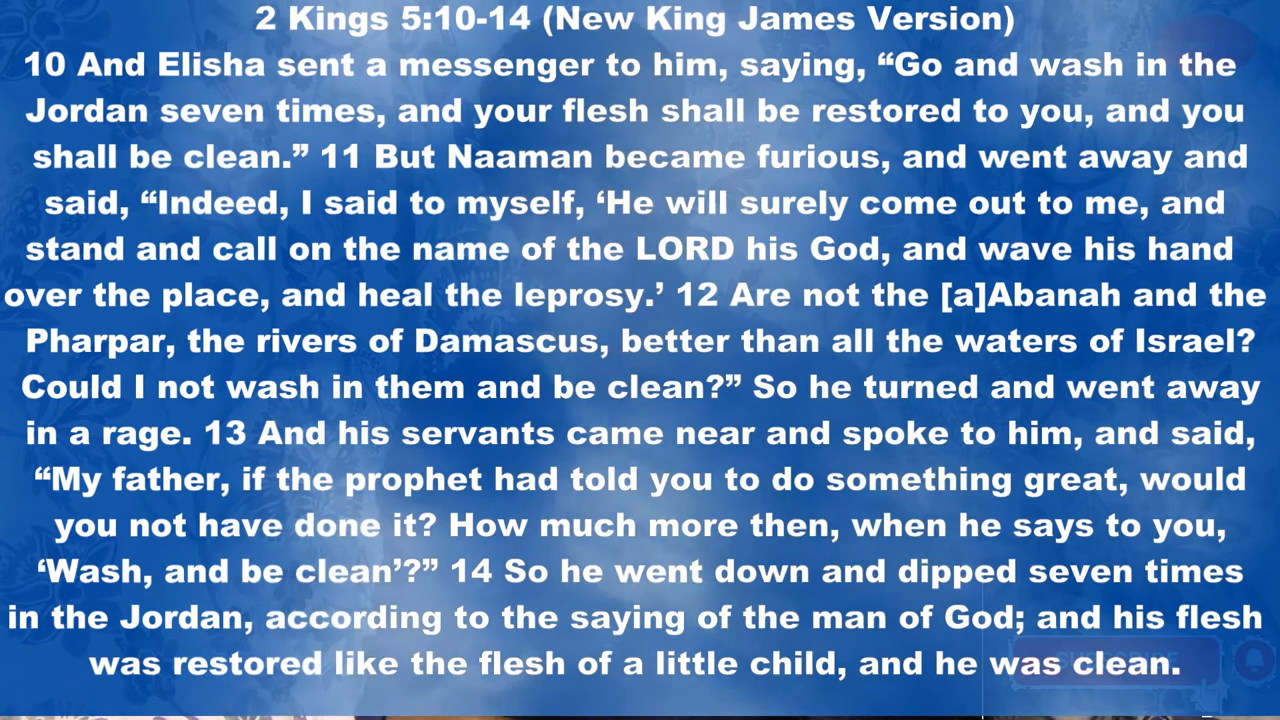 2 Kings 5:10-14 (New King James Version)
10 And Elisha sent a messenger to him, saying, “Go and wash in the
Jordan seven times, and your flesh shall be restored to you, and you
shall be clean.” 11 But Naaman became furious, and went away and
said, “Indeed, I said to myself, ‘He will surely come out to me, and
stand and call on the name of the LORD his God, and wave his hand
over the place, and heal the leprosy.’ 12 Are not the [a]Abanah and the
Pharpar, the rivers of Damascus, better than all the waters of Israel?
Could I not wash in them and be clean?” So he turned and went away
in a rage. 13 And his servants came near and spoke to him, and said,
“My father, if the prophet had told you to do something great, would
you not have done it? How much more then, when he says to you,
‘Wash, and be clean’?” 14 So he went down and dipped seven times
in the Jordan, according to the saying of the man of God; and his flesh
was restored like the flesh of a little child, and he was clean.